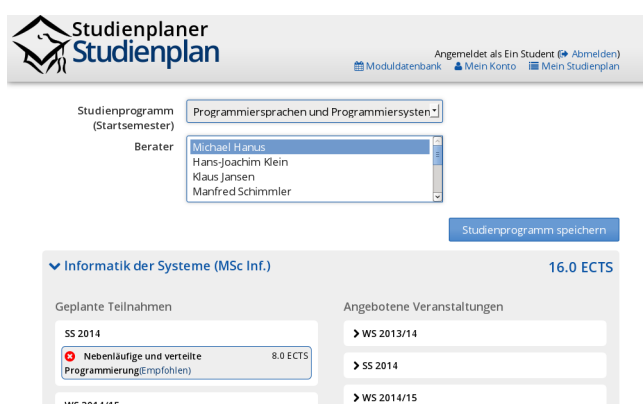 Studienplaner
Studienplan
Angemeldet als Ein Student (Abmelden)
Moduldatenbank Mein Konto Mein Studienplan
Studienprogramm (Startsemester)
Programmiersprachen und Programmiersysten
Berater
Michael Hanus
Hans-Joachim Klein
Klaus Jansen
Manfred Schimmler
Studienprogramm speichern
Informatik der Systeme (MSc Inf.) 16.0 ECTS
Geplante Teilnahmen
SS 2014
Nebenläufige und verteilte 8.0 ECTS
Programmierung(Empfohlen)
WS 2014/15
Angebotene Veranstaltungen
WS 2013/14
SS 2014
WS 2014/15